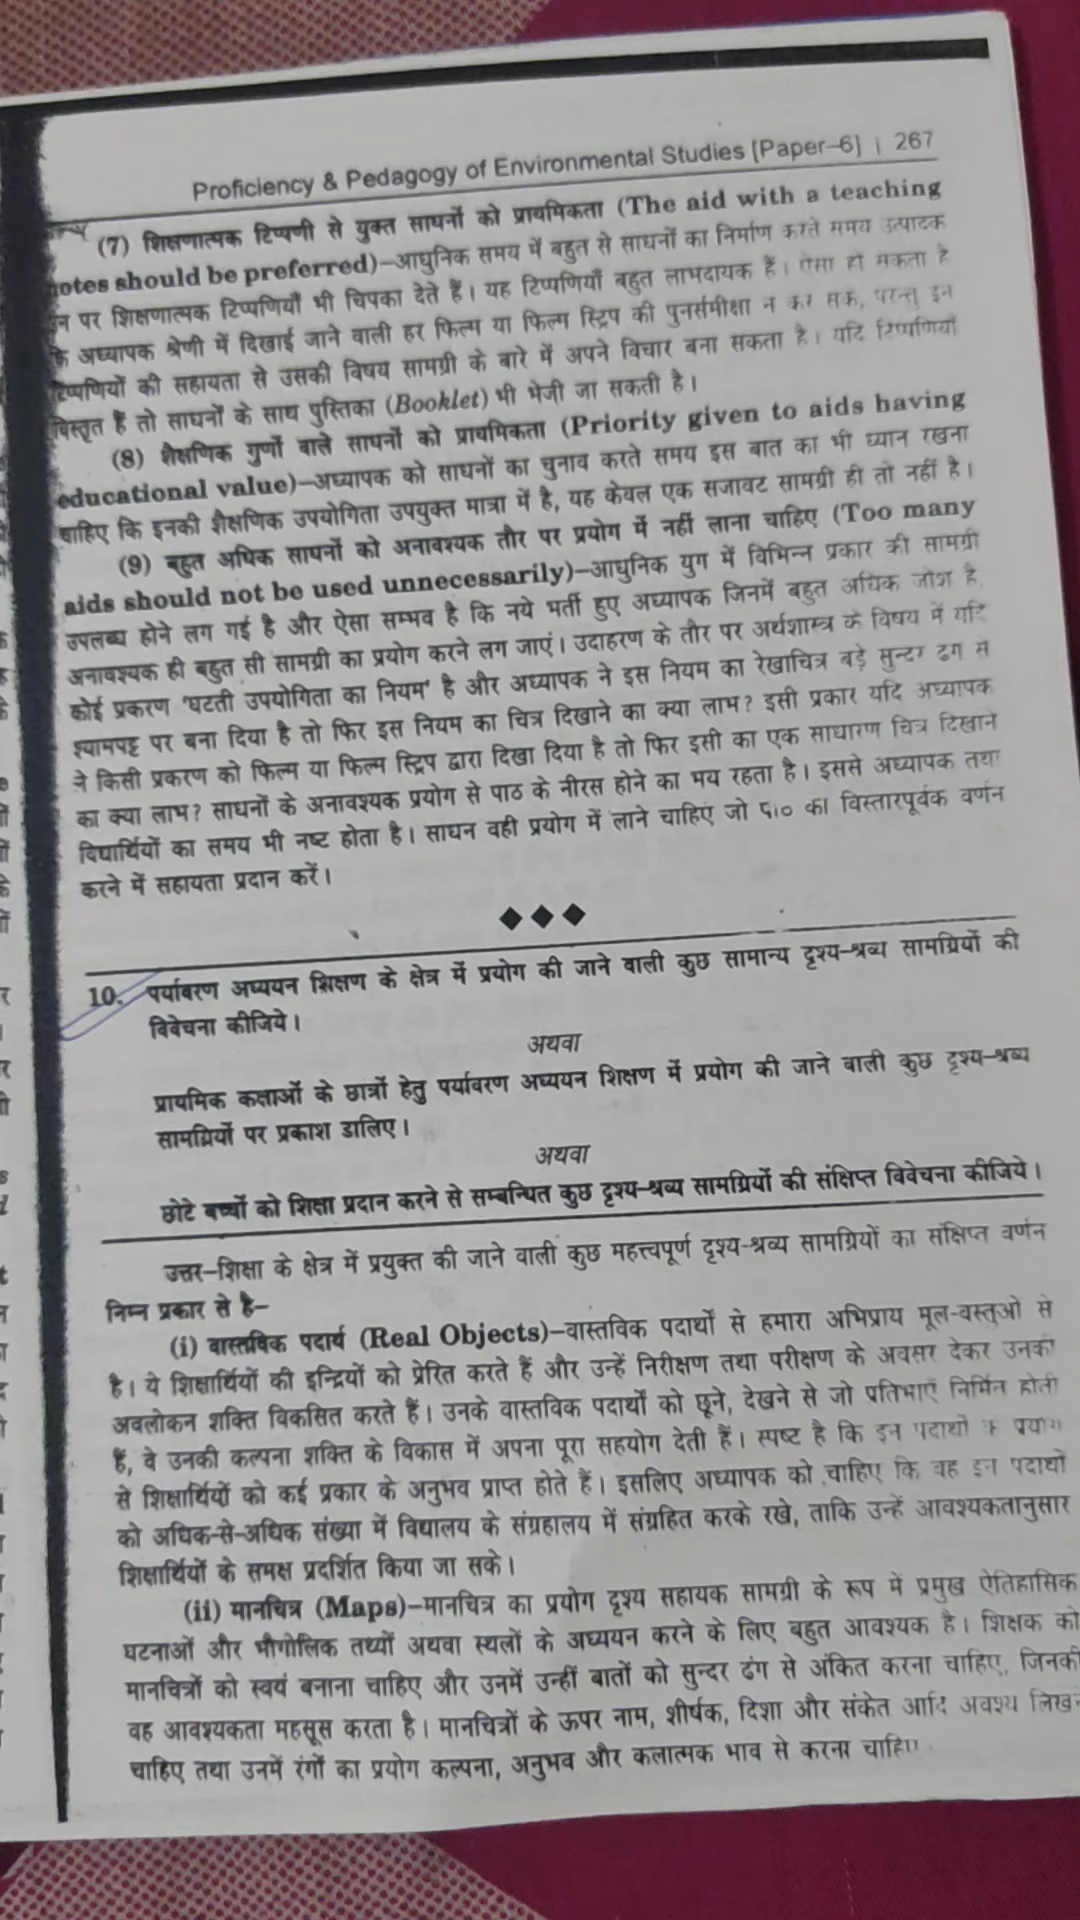 Proficiency & Pedagogy of Environmental Studies [Paper–6] | 267
(7) शिक्षणात्मक टिप्पणी से युक्त साधनों को प्राथमिकता (The aid with a teaching
notes should be preferred)–आधुनिक समय में बहुत से साधनों का निर्माण करते समय उत्पादक
पर शिक्षणात्मक टिप्पणियाँ भी चिपका देते हैं। यह टिप्पणियाँ बहुत लाभदायक हैं। ऐसा हो सकता है
कि अध्यापक श्रेणी में दिखाई जाने वाली हर फिल्म या फिल्म स्ट्रिप की पुनर्समीक्षा न कर सके, परन्तु इन
टिप्पणियों की सहायता से उसकी विषय सामग्री के बारे में अपने विचार बना सकता है। यदि टिप्पणियाँ
विस्तृत हैं तो साधनों के साथ पुस्तिका (Booklet) भी भेजी जा सकती है।
(8) शैक्षणिक गुणों वाले साधनों को प्राथमिकता (Priority given to aids having
educational value)–अध्यापक को साधनों का चुनाव करते समय इस बात का भी ध्यान रखना
चाहिए कि इनकी शैक्षणिक उपयोगिता उपयुक्त मात्रा में है, यह केवल एक सजावट सामग्री ही तो नहीं है।
(9) बहुत अधिक साधनों को अनावश्यक तौर पर प्रयोग में नहीं लाना चाहिए (Too many
aids should not be used unnecessarily)–आधुनिक युग में विभिन्न प्रकार की सामग्री
उपलब्ध होने लग गई है और ऐसा सम्भव है कि नये भर्ती हुए अध्यापक जिनमें बहुत अधिक जोश है,
अनावश्यक ही बहुत सी सामग्री का प्रयोग करने लग जाएं। उदाहरण के तौर पर अर्थशास्त्र के विषय में यदि
कोई प्रकरण 'घटती उपयोगिता का नियम' है और अध्यापक ने इस नियम का रेखाचित्र बड़े सुन्दर ढंग से
श्यामपट्ट पर बना दिया है तो फिर इस नियम का चित्र दिखाने का क्या लाभ? इसी प्रकार यदि अध्यापक
ने किसी प्रकरण को फिल्म या फिल्म स्ट्रिप द्वारा दिखा दिया है तो फिर इसी का एक साधारण चित्र दिखाने
का क्या लाभ? साधनों के अनावश्यक प्रयोग से पाठ के नीरस होने का भय रहता है। इससे अध्यापक तथा
विद्यार्थियों का समय भी नष्ट होता है। साधन वही प्रयोग में लाने चाहिए जो का विस्तारपूर्वक वर्णन
करने में सहायता प्रदान करें।
◆◆◆
10. पर्यावरण अध्ययन शिक्षण के क्षेत्र में प्रयोग की जाने वाली कुछ सामान्य दृश्य-श्रव्य सामग्रियों की
विवेचना कीजिये।
अथवा
प्राथमिक कक्षाओं के छात्रों हेतु पर्यावरण अध्ययन शिक्षण में प्रयोग की जाने वाली कुछ दृश्य-श्रव्य
सामग्रियों पर प्रकाश डालिए।
अथवा
छोटे बच्चों को शिक्षा प्रदान करने से सम्बन्धित कुछ दृश्य-श्रव्य सामग्रियों की संक्षिप्त विवेचना कीजिये।
उत्तर–शिक्षा के क्षेत्र में प्रयुक्त की जाने वाली कुछ महत्त्वपूर्ण दृश्य-श्रव्य सामग्रियों का संक्षिप्त वर्णन
निम्न प्रकार से है–
(i) वास्तविक पदार्थ (Real Objects)–वास्तविक पदार्थों से हमारा अभिप्राय मूल-वस्तुओं से
है। ये शिक्षार्थियों की इन्द्रियों को प्रेरित करते हैं और उन्हें निरीक्षण तथा परीक्षण के अवसर देकर उनकी
अवलोकन शक्ति विकसित करते हैं। उनके वास्तविक पदार्थों को छूने, देखने से जो प्रतिभाएँ निर्मित होती
हैं, वे उनकी कल्पना शक्ति के विकास में अपना पूरा सहयोग देती हैं। स्पष्ट है कि इन पदार्थों के प्रयोग
से शिक्षार्थियों को कई प्रकार के अनुभव प्राप्त होते हैं। इसलिए अध्यापक को चाहिए कि वह इन पदार्थों
को अधिक-से-अधिक संख्या में विद्यालय के संग्रहालय में संग्रहित करके रखे, ताकि उन्हें आवश्यकतानुसार
शिक्षार्थियों के समक्ष प्रदर्शित किया जा सके।
(ii) मानचित्र (Maps)–मानचित्र का प्रयोग दृश्य सहायक सामग्री के रूप में प्रमुख ऐतिहासिक
घटनाओं और भौगोलिक तथ्यों अथवा स्थलों के अध्ययन करने के लिए बहुत आवश्यक है। शिक्षक को
मानचित्रों को स्वयं बनाना चाहिए और उनमें उन्हीं बातों को सुन्दर ढंग से अंकित करना चाहिए, जिनकी
वह आवश्यकता महसूस करता है। मानचित्रों के ऊपर नाम, शीर्षक, दिशा और संकेत आदि अवश्य लिखने
चाहिए तथा उनमें रंगों का प्रयोग कल्पना, अनुभव और कलात्मक भाव से करना चाहिए